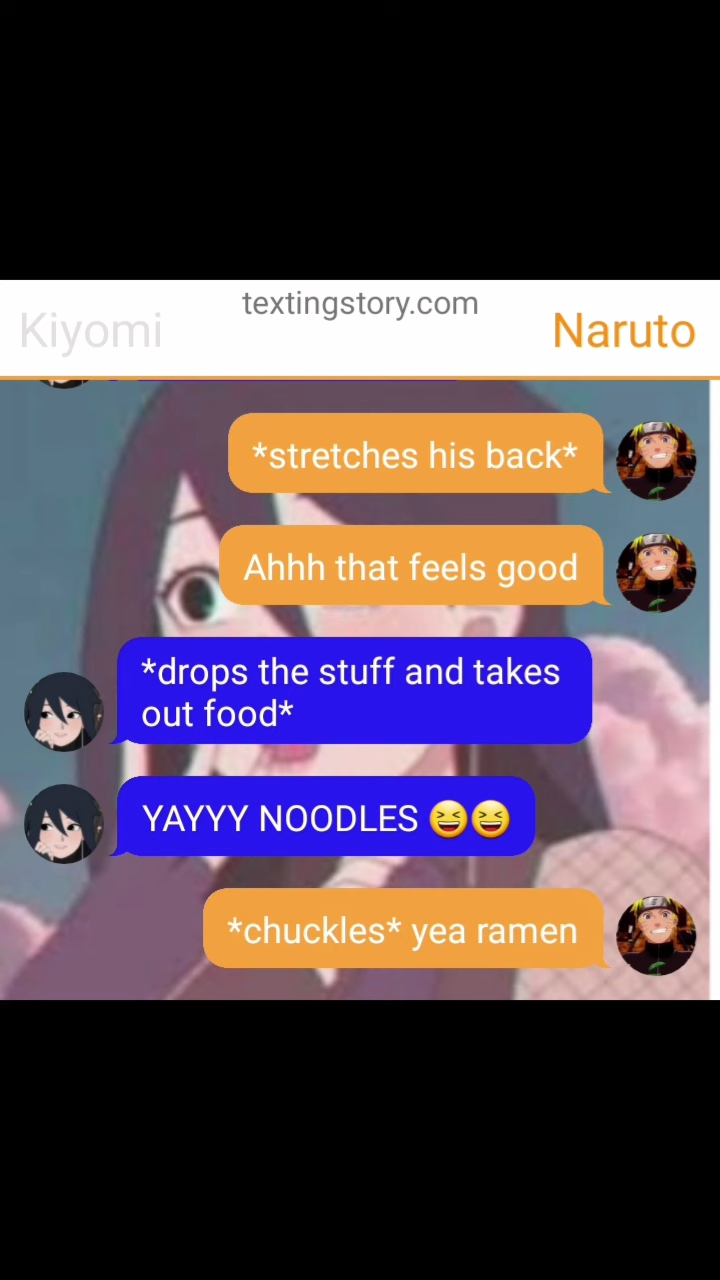 textingstory.com
Kiyomi
Naruto
*stretches his back*
Ahhh that feels good
*drops the stuff and takes
out food*
YAYYY NOODLES 😆😆
*chuckles* yea ramen